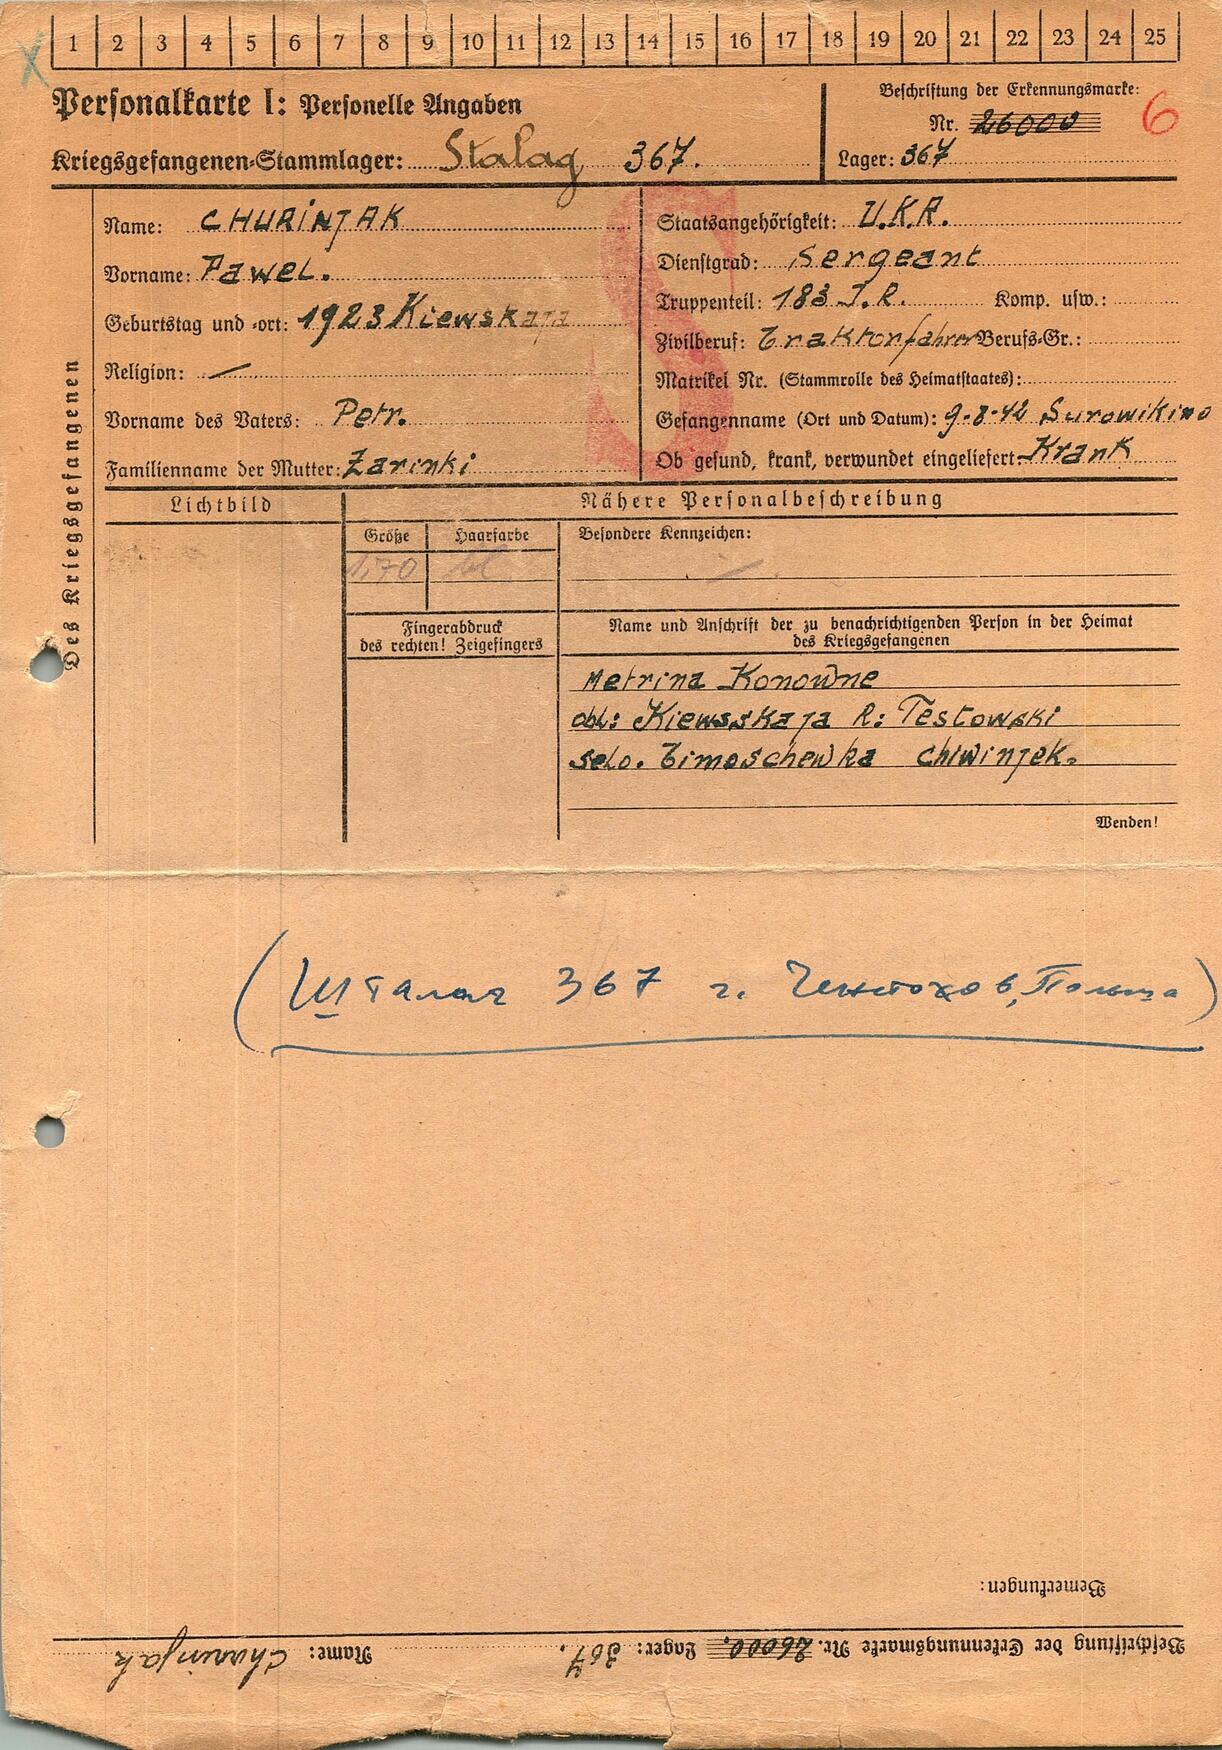 1 2 3 4 5 6 7 8 9 10 11 12 13 14 15 16 17 18 19 20 21 22 23 24 25
X
Personalkarte I: Personelle Angaben
Kriegsgefangenen-Stammlager: Stalag 367.
Beschriftung der Erkennungsmarke:
Nr. 26000 6
Lager: 367
Des Kriegsgefangenen
Name: CHURINJAK
Vorname: Pawel.
Geburtstag und -ort: 1923 Kiewskaja
Religion: —
Vorname des Vaters: Petr.
Familienname der Mutter: Zarinki
S
Staatsangehörigkeit: U.K.R.
Dienstgrad: Sergeant
Truppenteil: 183 J.R. Komp. usw.:
Zivilberuf: Traktorfahrer Berufs-Gr.:
Matrikel Nr. (Stammrolle des Heimatstaates):
Gefangenname (Ort und Datum): 9.8.42 Surowikino
Ob gesund, krank, verwundet eingeliefert: Krank
Lichtbild
Nähere Personalbeschreibung
Größe Haarfarbe Besondere Kennzeichen:
1,70 bl —
Fingerabdruck
des rechten! Zeigefingers
Name und Anschrift der zu benachrichtigenden Person in der Heimat
des Kriegsgefangenen
Metrina Konowne
obl: Kiewsskaja R: Testowski
selo. Timoschewka Chiwinjek.
Wenden!
(Шталаг 367 г. Ченстохов, Польша)
Bemerkungen:
Beschriftung der Erkennungsmarke Nr. 26000. Lager: 367. Name: Churinjak